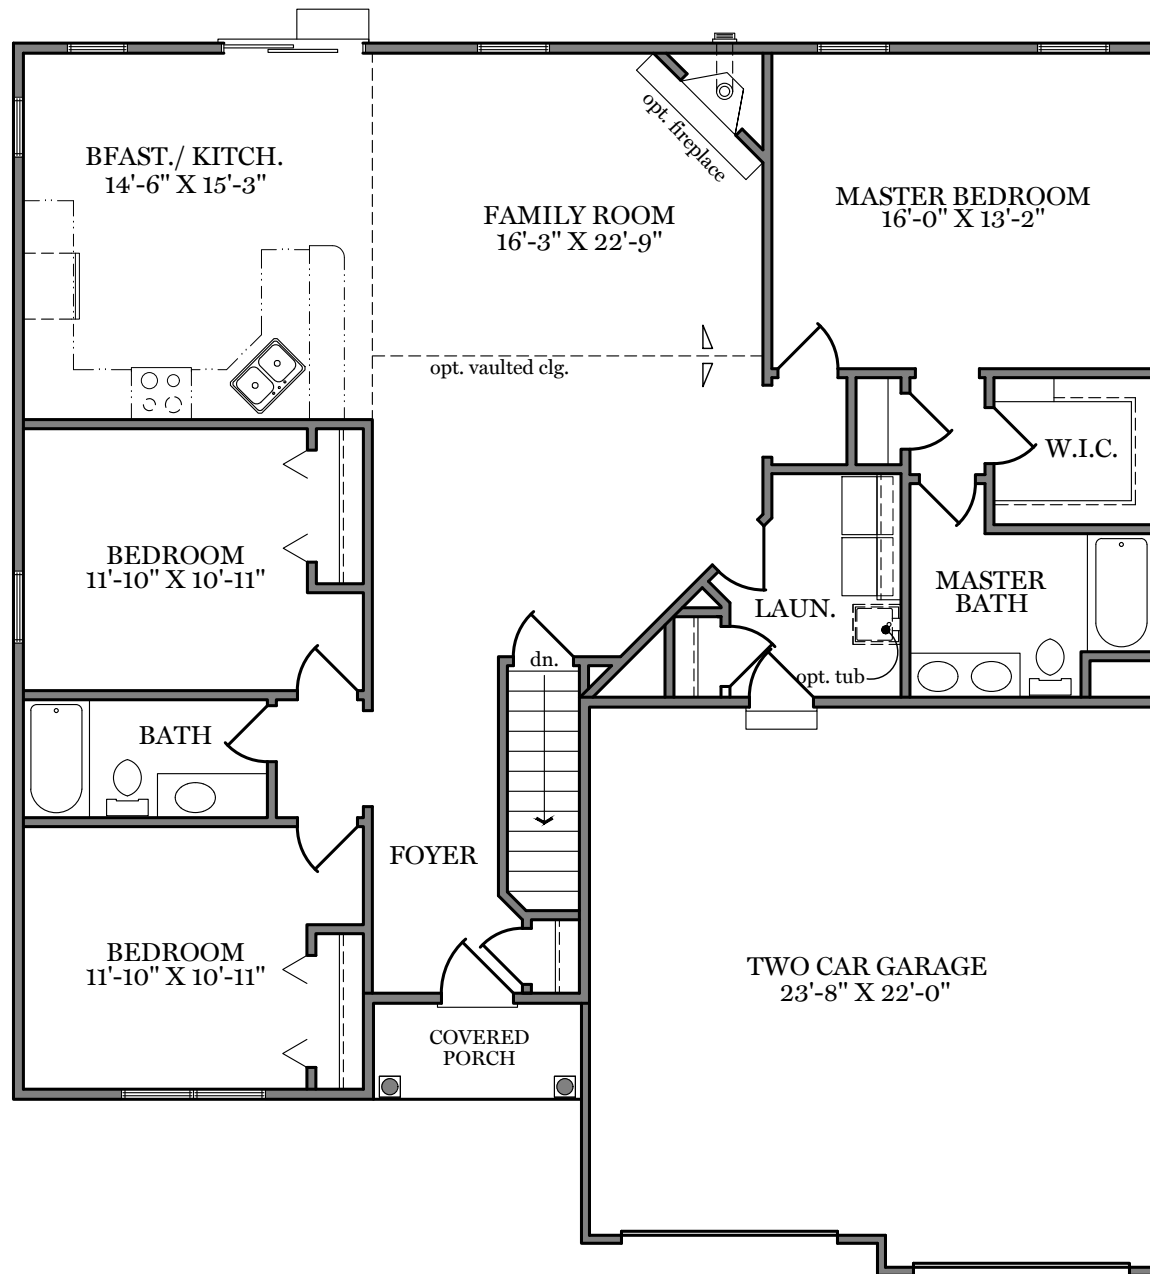 BFAST./ KITCH.
14'-6" X 15'-3"
FAMILY ROOM
16'-3" X 22'-9"
opt. fireplace
MASTER BEDROOM
16'-0" X 13'-2"
opt. vaulted clg.
W.I.C.
BEDROOM
11'-10" X 10'-11"
LAUN.
MASTER
BATH
dn.
opt. tub
BATH
FOYER
BEDROOM
11'-10" X 10'-11"
TWO CAR GARAGE
23'-8" X 22'-0"
COVERED
PORCH